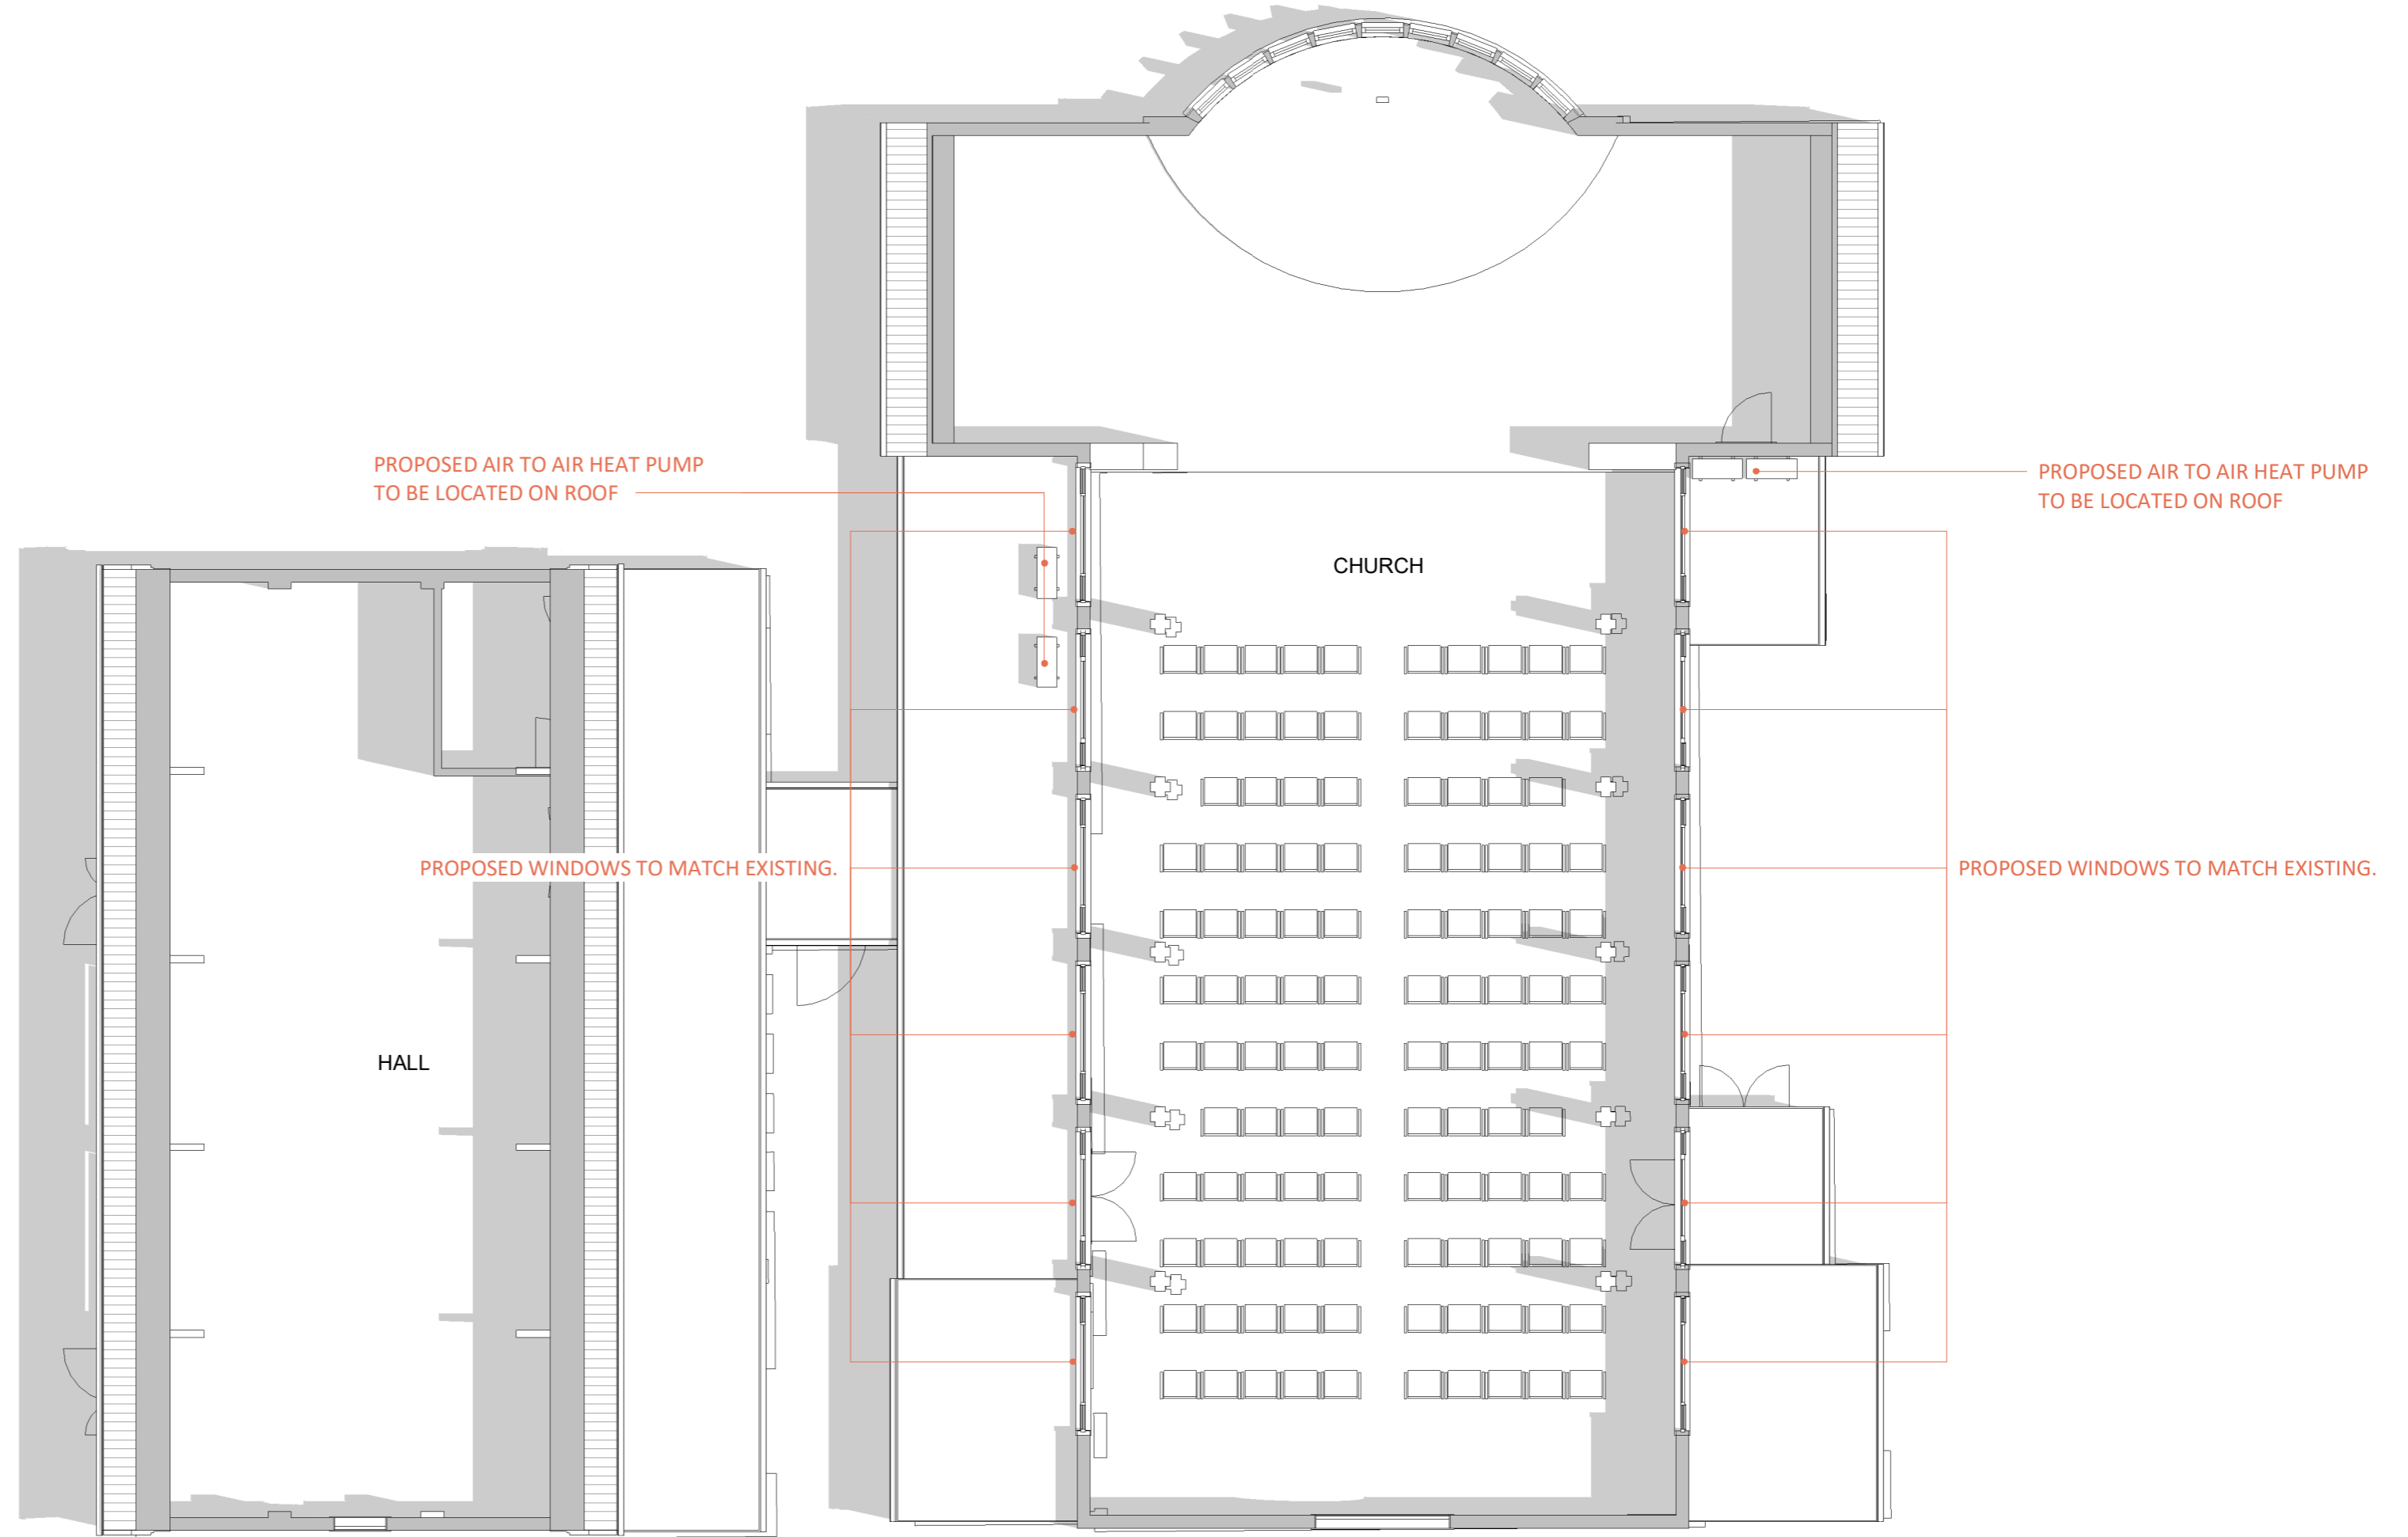 PROPOSED AIR TO AIR HEAT PUMP
TO BE LOCATED ON ROOF
PROPOSED AIR TO AIR HEAT PUMP
TO BE LOCATED ON ROOF
CHURCH
PROPOSED WINDOWS TO MATCH EXISTING.
PROPOSED WINDOWS TO MATCH EXISTING.
HALL